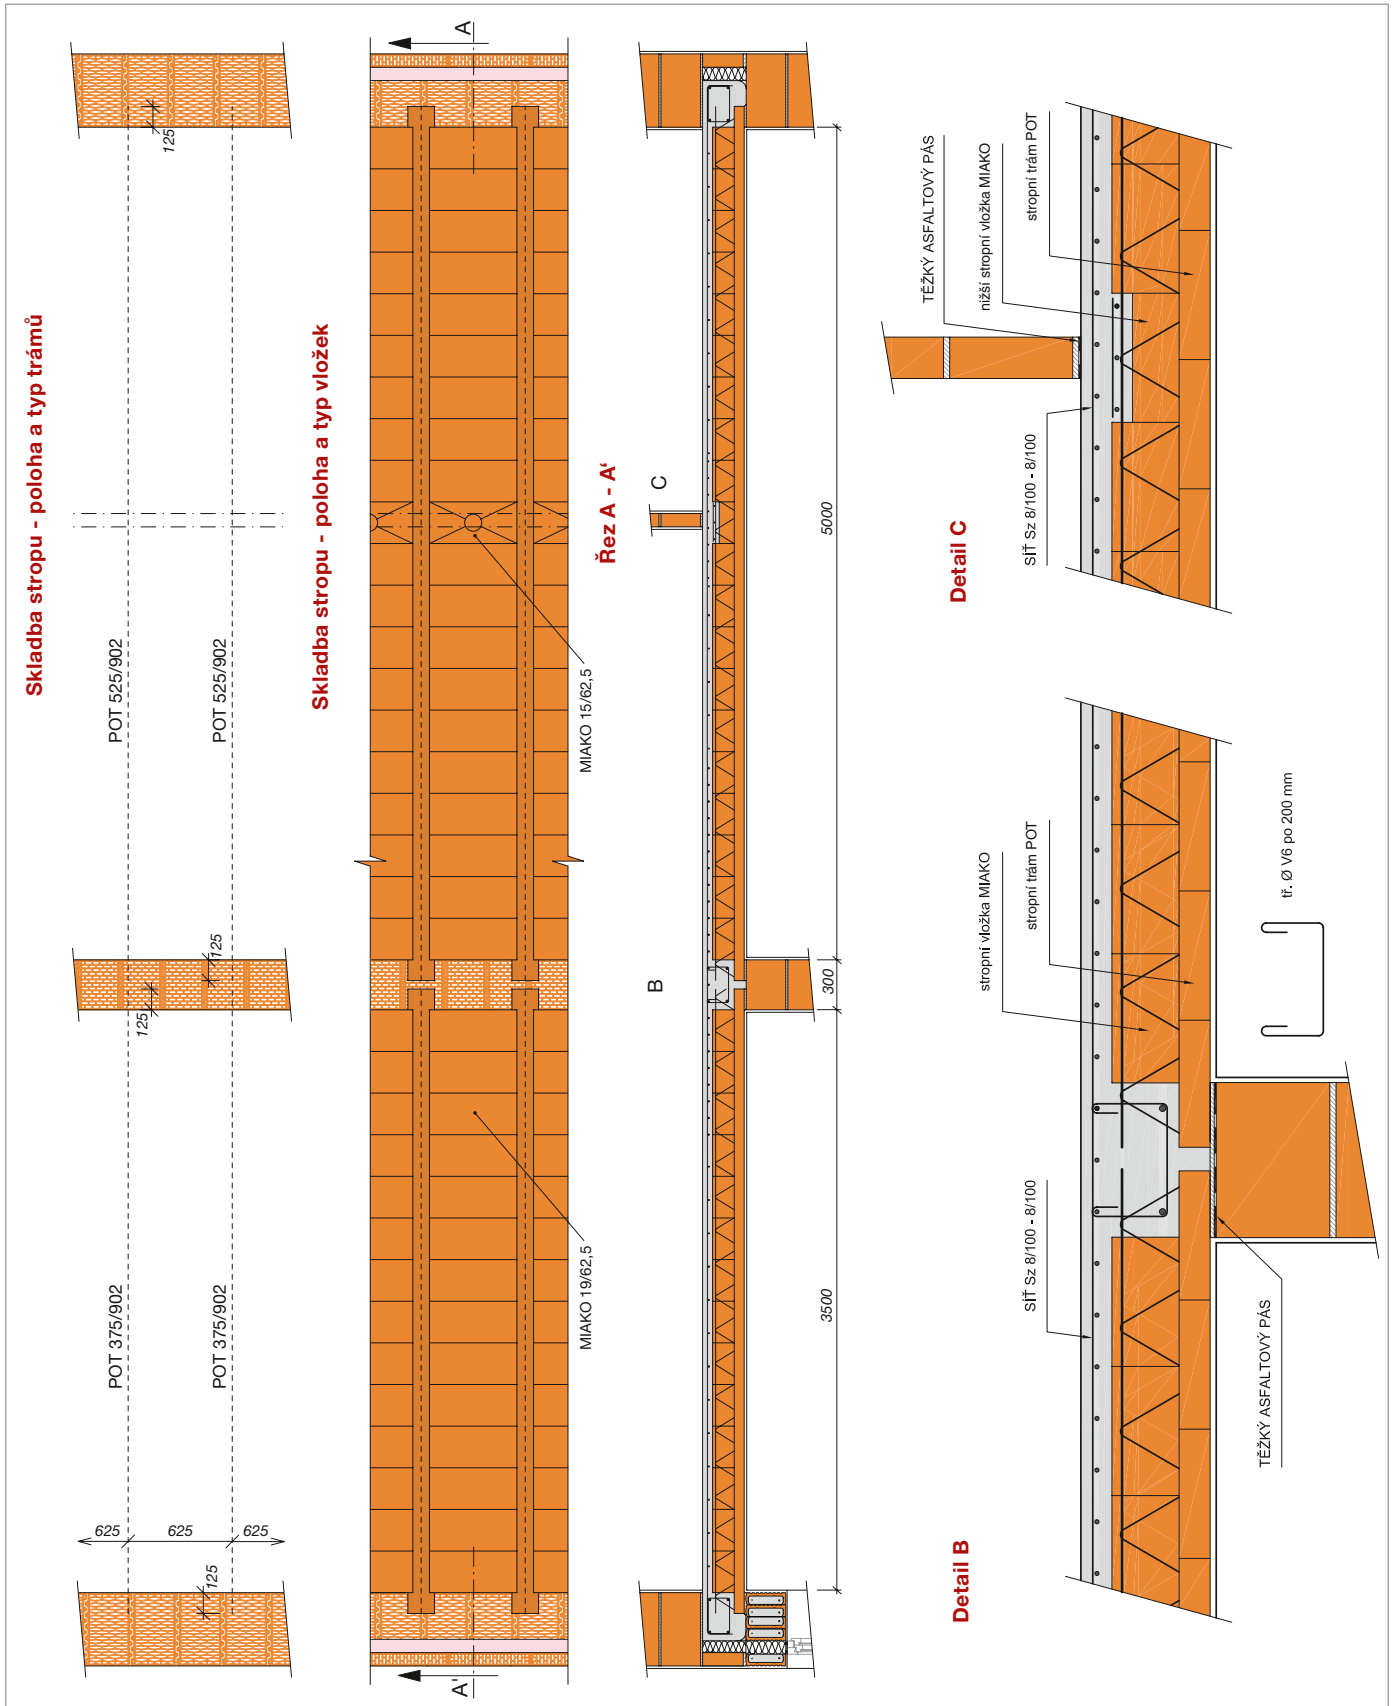 Skladba stropu - poloha a typ trámů
POT 375/902
POT 525/902
POT 375/902
POT 525/902
625
625
625
125
125
125
125
Skladba stropu - poloha a typ vložek
A'
A
MIAKO 19/62,5
MIAKO 15/62,5
Řez A - A‘
B
C
3500
300
5000
Detail B
SÍŤ Sz 8/100 - 8/100
stropní vložka MIAKO
stropní trám POT
TĚŽKÝ ASFALTOVÝ PÁS
tř. Ø V6 po 200 mm
Detail C
SÍŤ Sz 8/100 - 8/100
TĚŽKÝ ASFALTOVÝ PÁS
nižší stropní vložka MIAKO
stropní trám POT